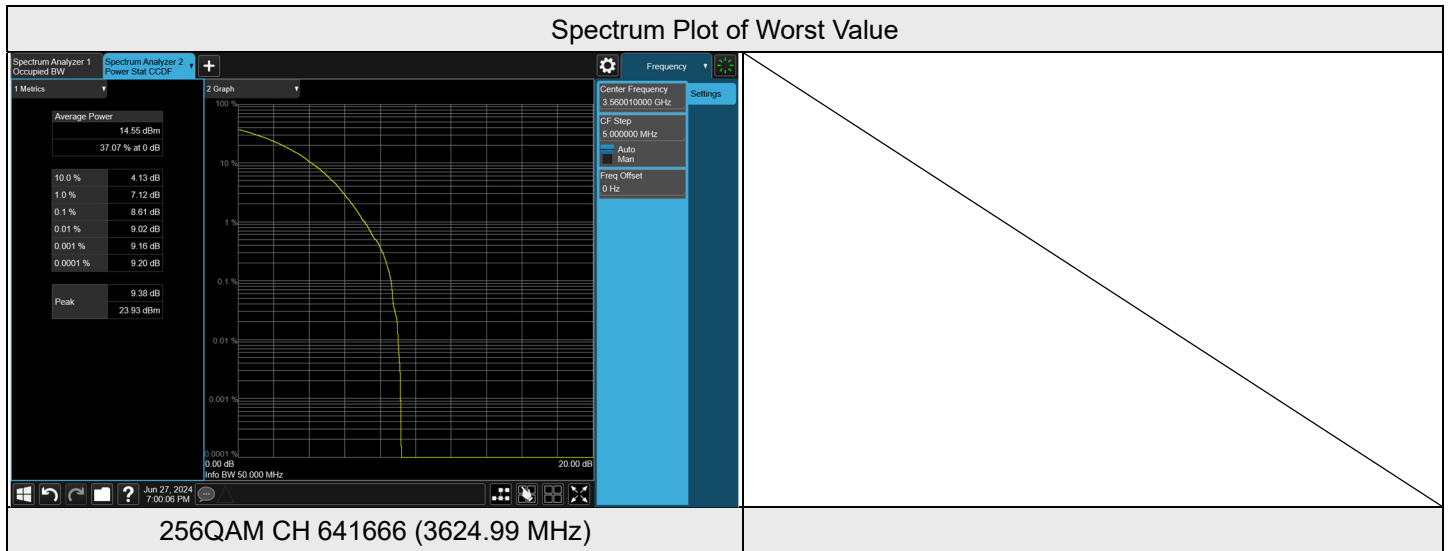 Spectrum Plot of Worst Value
Spectrum Analyzer 1
Occupied BW
Spectrum Analyzer 2
Power Stat CCDF
Frequency
1 Metrics
2 Graph
Average Power
14.55 dBm
37.07 % at 0 dB
10.0 % 4.13 dB
1.0 % 7.12 dB
0.1 % 8.61 dB
0.01 % 9.02 dB
0.001 % 9.16 dB
0.0001 % 9.20 dB
Peak
9.38 dB
23.93 dBm
100 %
10 %
1 %
0.1 %
0.01 %
0.001 %
0.0001 %
0.00 dB
20.00 dB
Info BW 50.000 MHz
Center Frequency
3.560010000 GHz
Settings
CF Step
5.000000 MHz
Auto
Man
Freq Offset
0 Hz
?
Jun 27, 2024
7:00:06 PM
256QAM CH 641666 (3624.99 MHz)